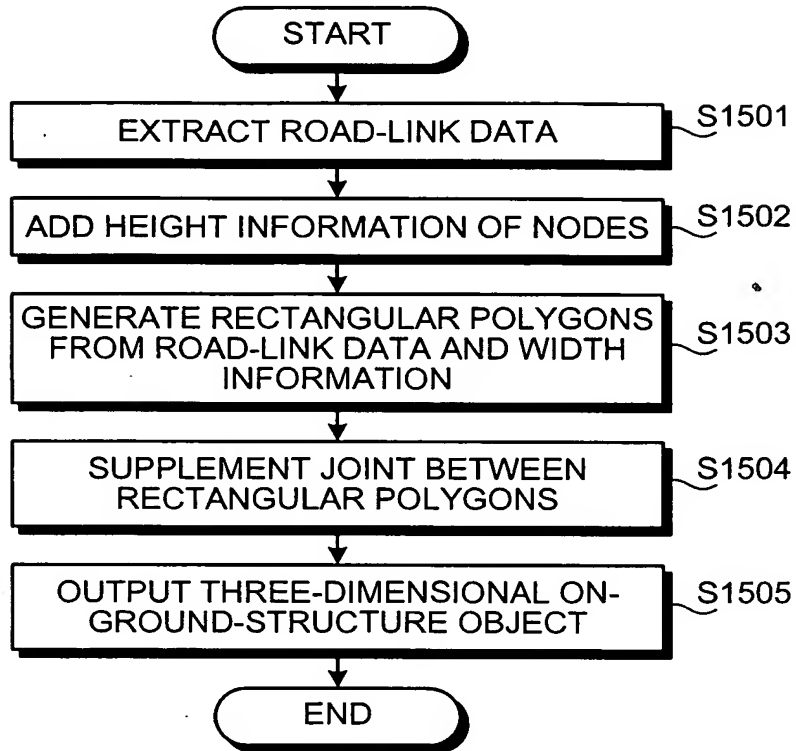 START
EXTRACT ROAD-LINK DATA
S1501
ADD HEIGHT INFORMATION OF NODES
S1502
GENERATE RECTANGULAR POLYGONS
FROM ROAD-LINK DATA AND WIDTH
INFORMATION
S1503
SUPPLEMENT JOINT BETWEEN
RECTANGULAR POLYGONS
S1504
OUTPUT THREE-DIMENSIONAL ON-
GROUND-STRUCTURE OBJECT
S1505
END